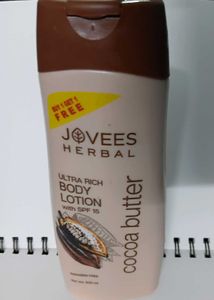 BUY 1 GET 1
FREE
JOVEES
HERBAL
ULTRA RICH
BODY
LOTION
with SPF 15
cocoa butter